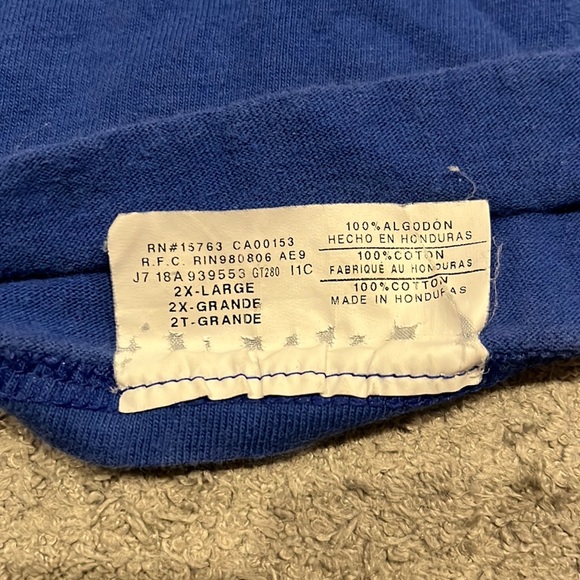 RN#15763 CA00153
R.F.C. RIN980806 AE9
J7 18A 939553 GT280 I1C
2X-LARGE
2X-GRANDE
2T-GRANDE
100%ALGODÓN
HECHO EN HONDURAS
100%COTON
FABRIQUÉ AU HONDURAS
100%COTTON
MADE IN HONDURAS